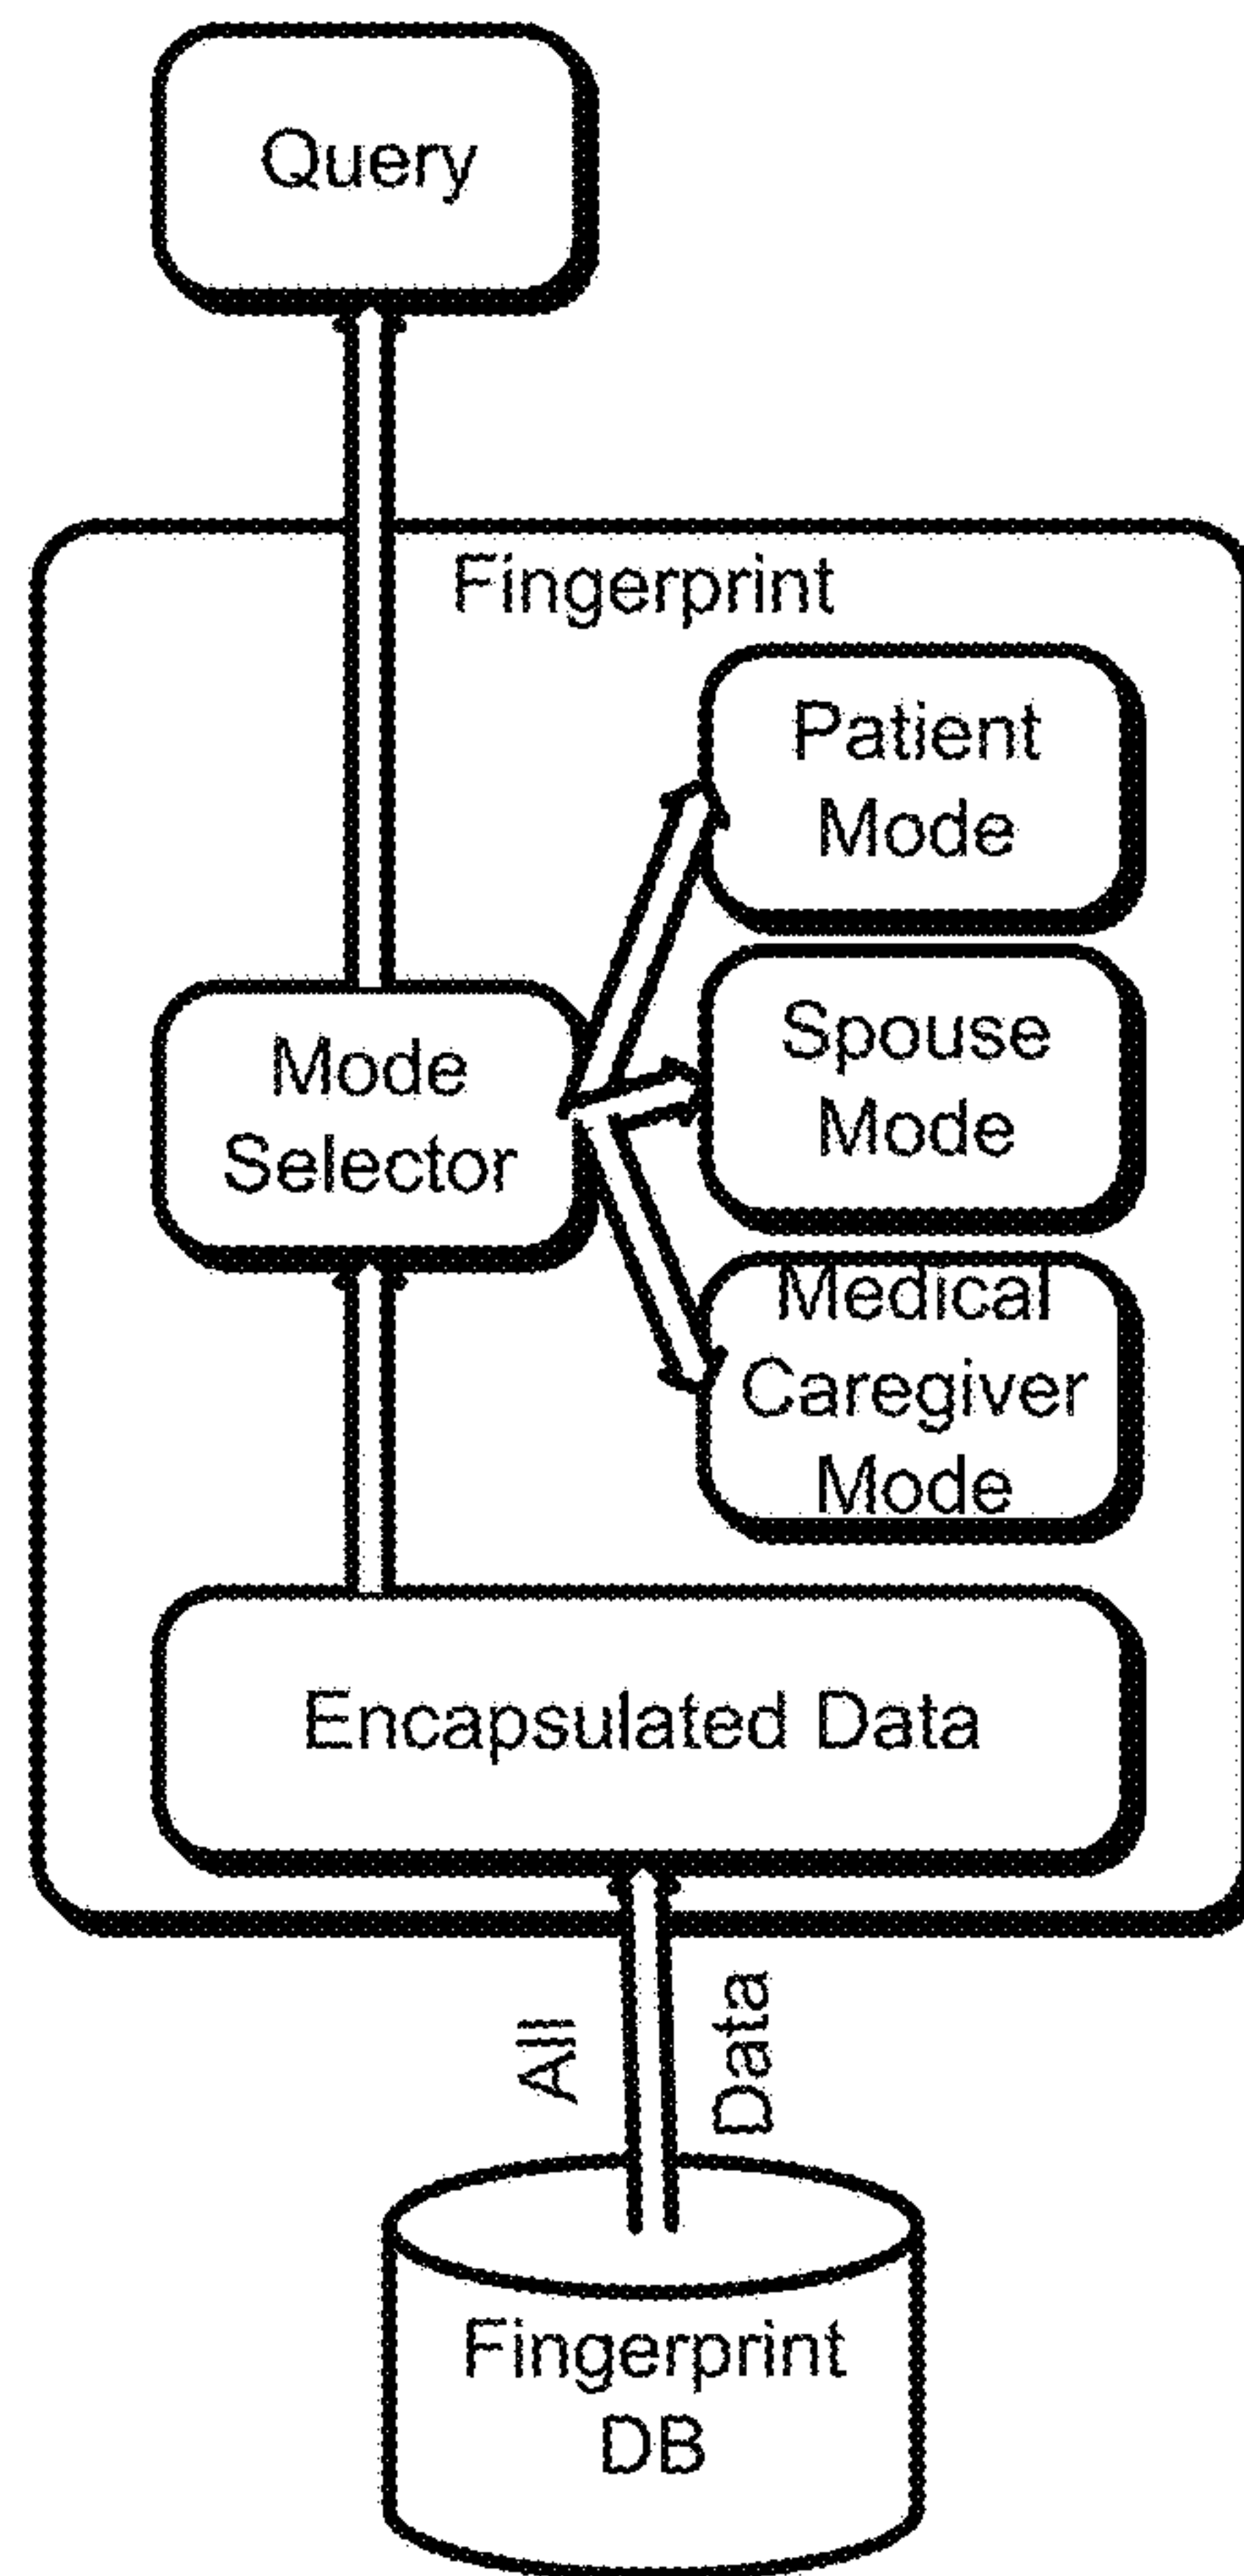 Query
Fingerprint
Patient
Mode
Spouse
Mode
Mode
Selector
Medical
Caregiver
Mode
Encapsulated Data
All
Data
Fingerprint
DB